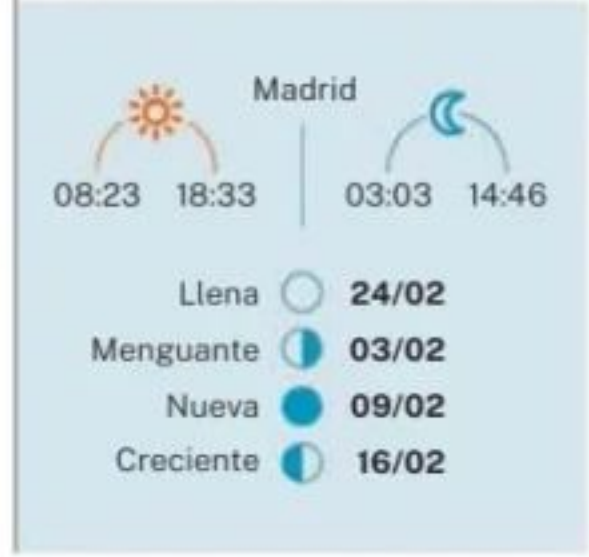 Madrid
08:23 18:33 03:03 14:46
Llena 24/02
Menguante 03/02
Nueva 09/02
Creciente 16/02